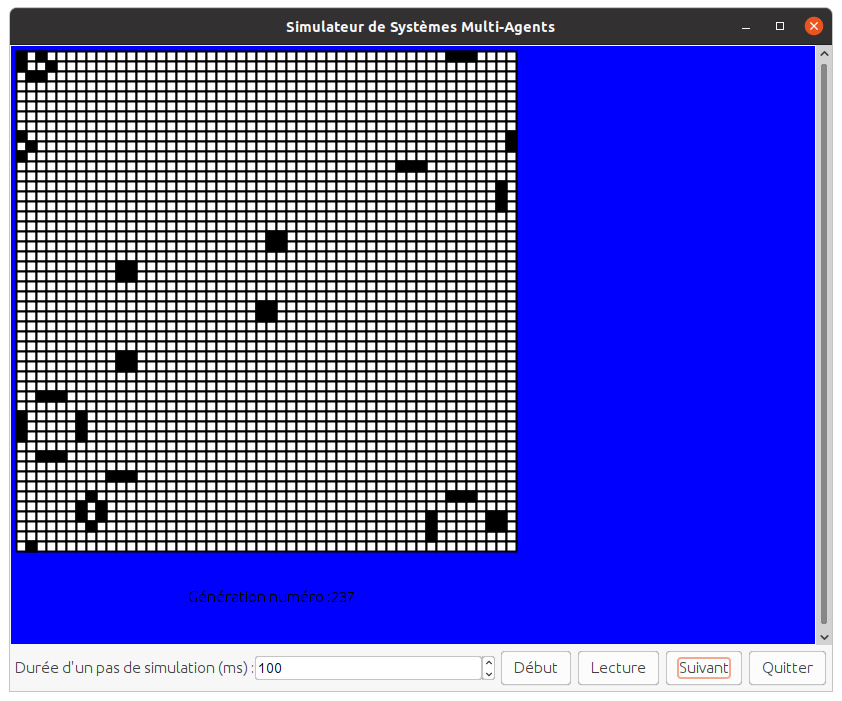 Simulateur de Systèmes Multi-Agents
Génération numéro :237
Durée d'un pas de simulation (ms) : 100 Début Lecture Suivant Quitter